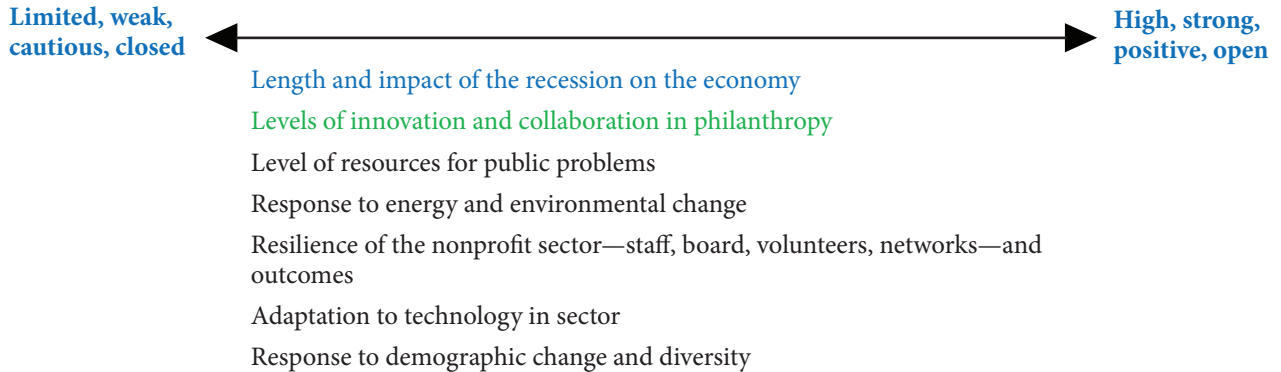 Limited, weak,
cautious, closed
High, strong,
positive, open
Length and impact of the recession on the economy
Levels of innovation and collaboration in philanthropy
Level of resources for public problems
Response to energy and environmental change
Resilience of the nonprofit sector—staff, board, volunteers, networks—and
outcomes
Adaptation to technology in sector
Response to demographic change and diversity